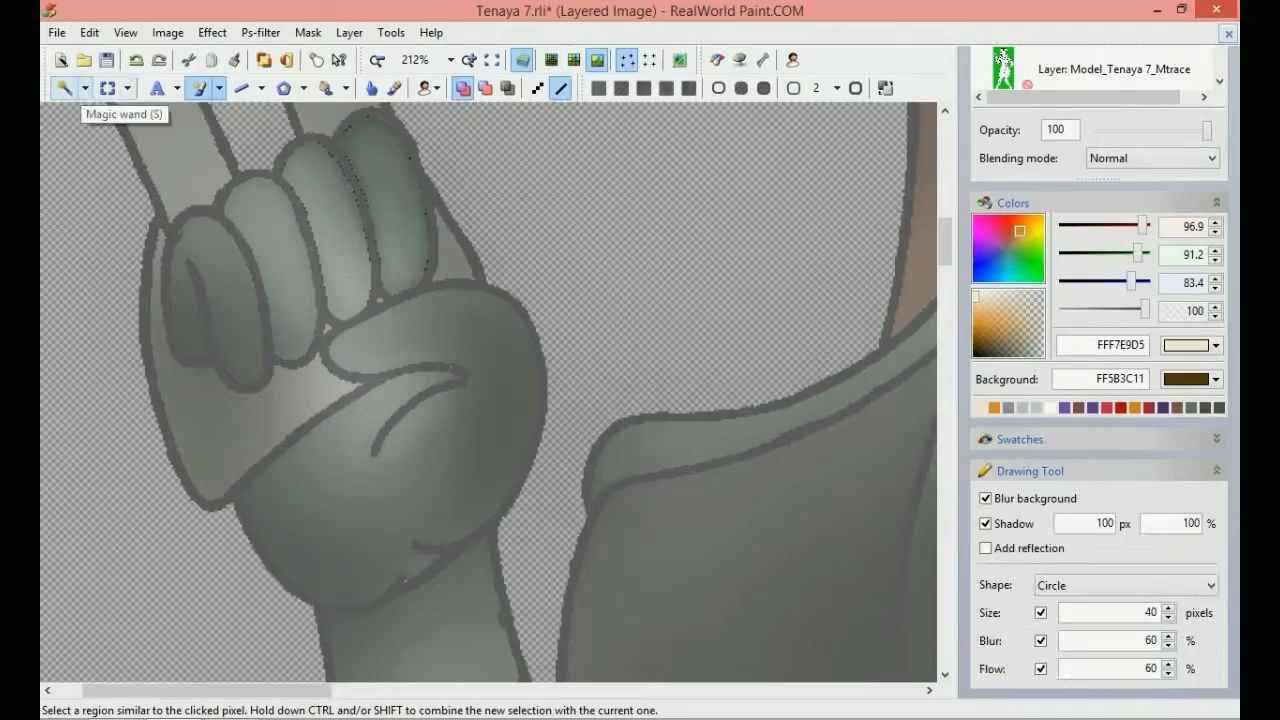 Tenaya 7.rli* (Layered Image) - RealWorld Paint.COM
File Edit View Image Effect Ps-filter Mask Layer Tools Help
212%
2
Magic wand (S)
Layer: Model_Tenaya 7_Mtrace
Opacity: 100
Blending mode: Normal
Colors
96.9
91.2
83.4
100
FFF7E9D5
Background: FF5B3C11
Swatches
Drawing Tool
Blur background
Shadow 100 px 100 %
Add reflection
Shape: Circle
Size: 40 pixels
Blur: 60 %
Flow: 60 %
Select a region similar to the clicked pixel. Hold down CTRL and/or SHIFT to combine the new selection with the current one.